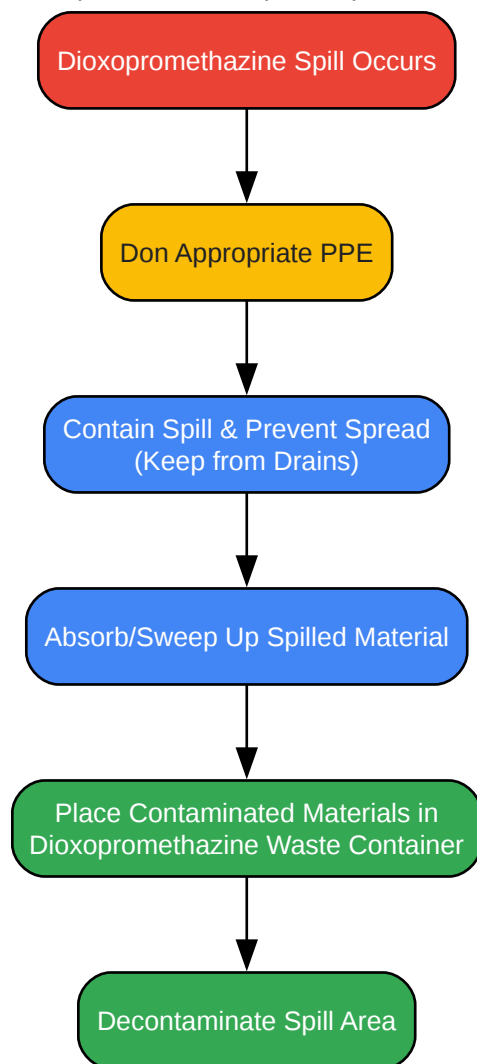 Dioxopromethazine Spill Occurs
Don Appropriate PPE
Contain Spill & Prevent Spread
(Keep from Drains)
Absorb/Sweep Up Spilled Material
Place Contaminated Materials in
Dioxopromethazine Waste Container
Decontaminate Spill Area